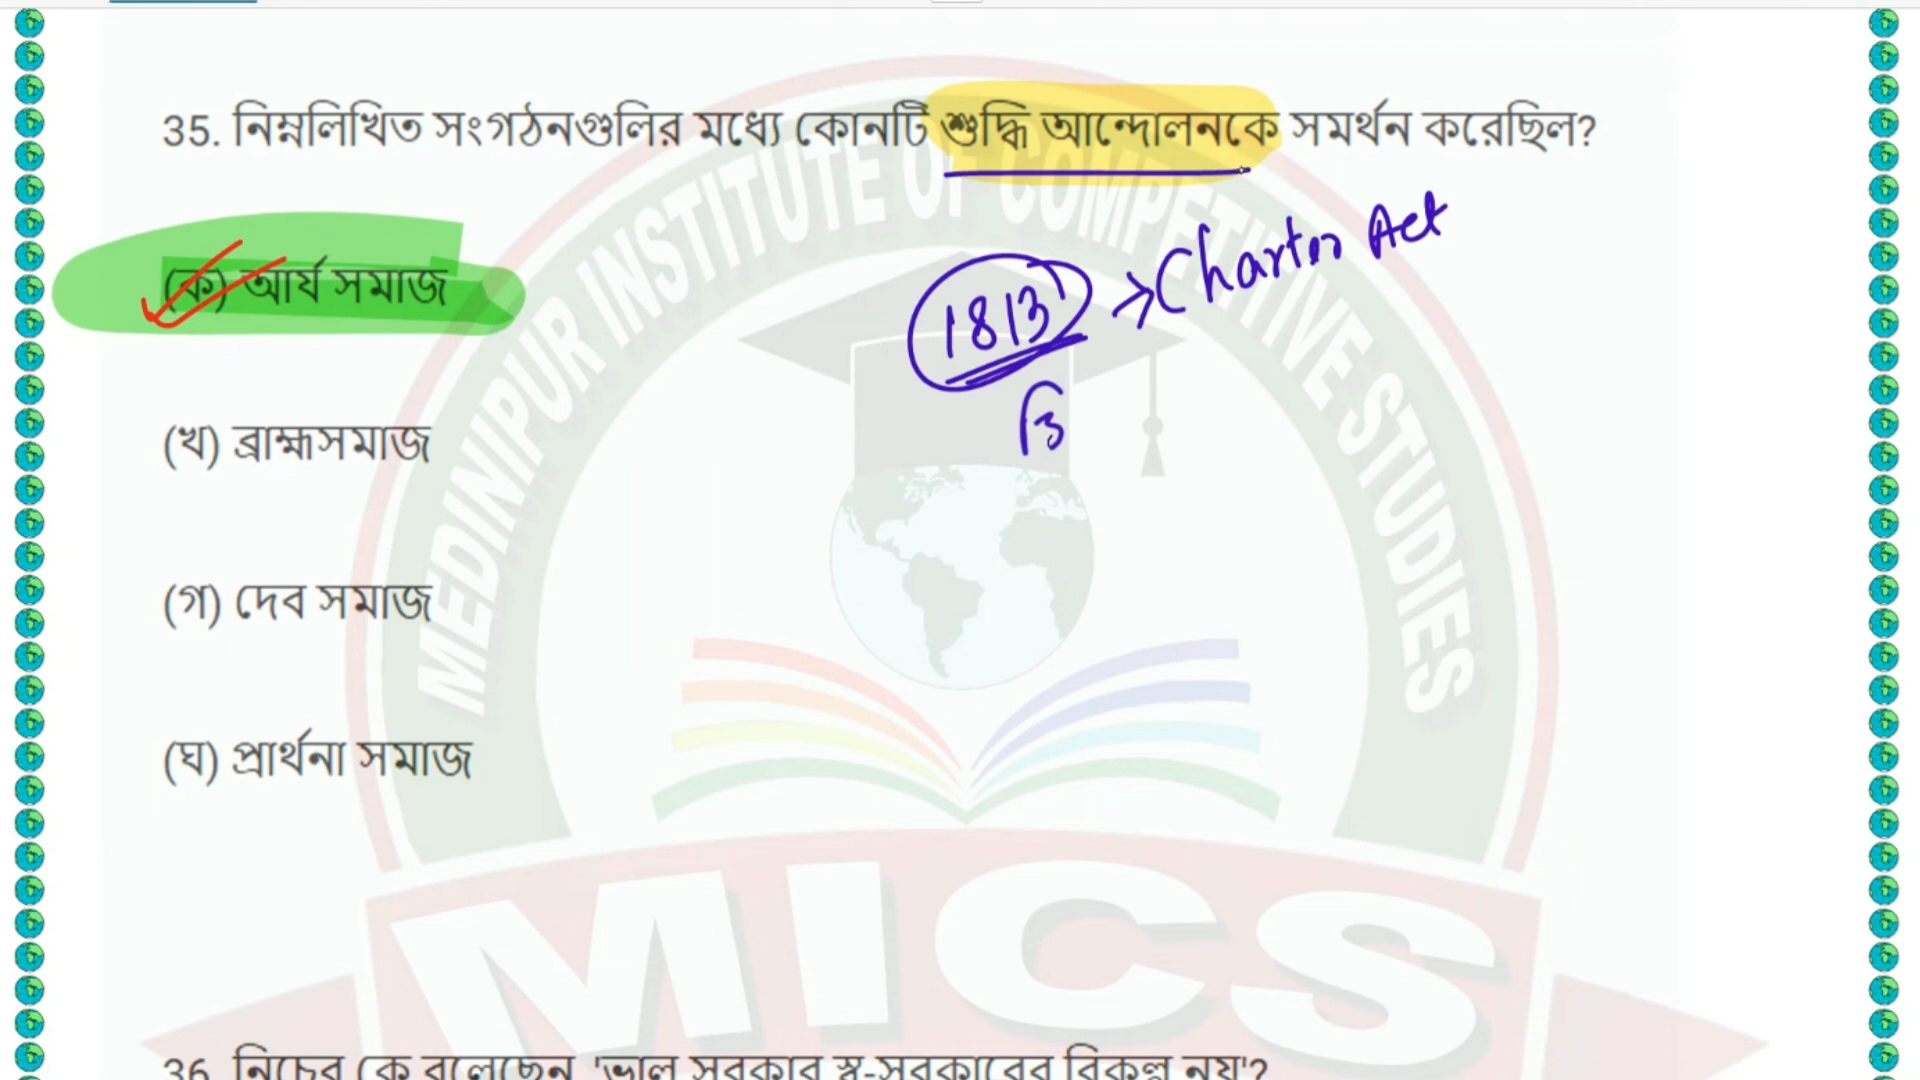 35. নিম্নলিখিত সংগঠনগুলির মধ্যে কোনটি শুদ্ধি আন্দোলনকে সমর্থন করেছিল?
1813 → Charter Act
(ক) আর্য সমাজ
(খ) ব্রাহ্মসমাজ
(গ) দেব সমাজ
(ঘ) প্রার্থনা সমাজ
MEDINIPUR INSTITUTE OF COMPETITIVE STUDIES
MICS
36. নিচের কে বলেছেন, 'ভাল সরকার স্ব-সরকারের বিকল্প নয়'?